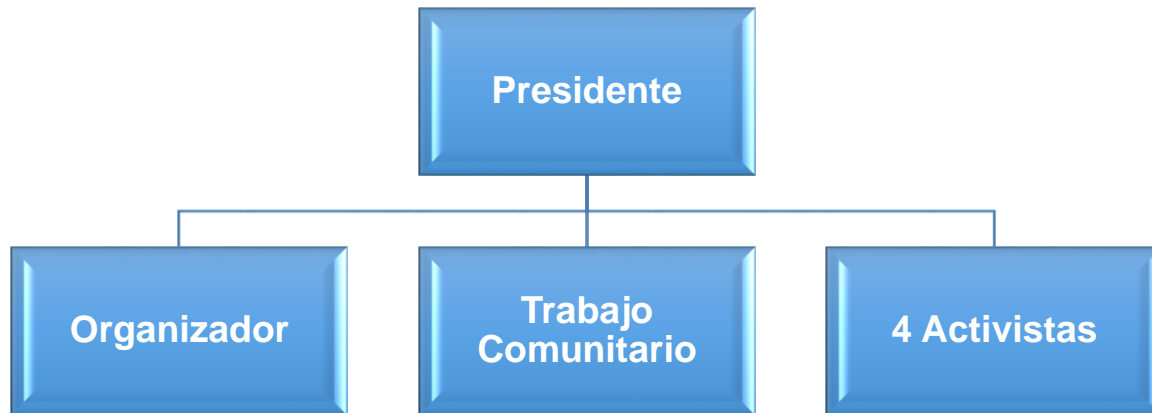 Presidente
Organizador
Trabajo
Comunitario
4 Activistas